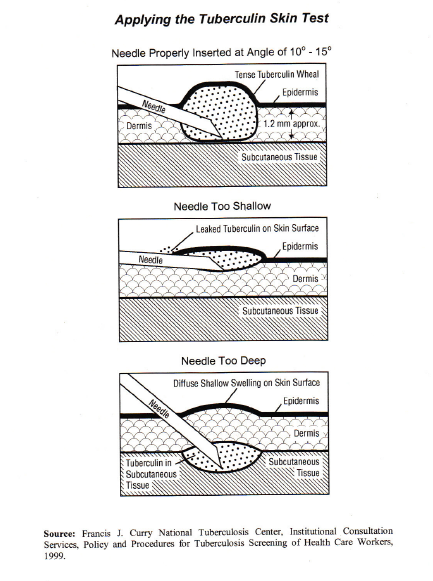 Applying the Tuberculin Skin Test
Needle Properly Inserted at Angle of 10° - 15°
Tense Tuberculin Wheal
Epidermis
Needle
Dermis
1.2 mm approx.
Subcutaneous Tissue
Needle Too Shallow
Leaked Tuberculin on Skin Surface
Epidermis
Needle
Dermis
Subcutaneous Tissue
Needle Too Deep
Diffuse Shallow Swelling on Skin Surface
Epidermis
Needle
Dermis
Tuberculin in
Subcutaneous
Tissue
Subcutaneous
Tissue
Source: Francis J. Curry National Tuberculosis Center, Institutional Consultation
Services, Policy and Procedures for Tuberculosis Screening of Health Care Workers,
1999.